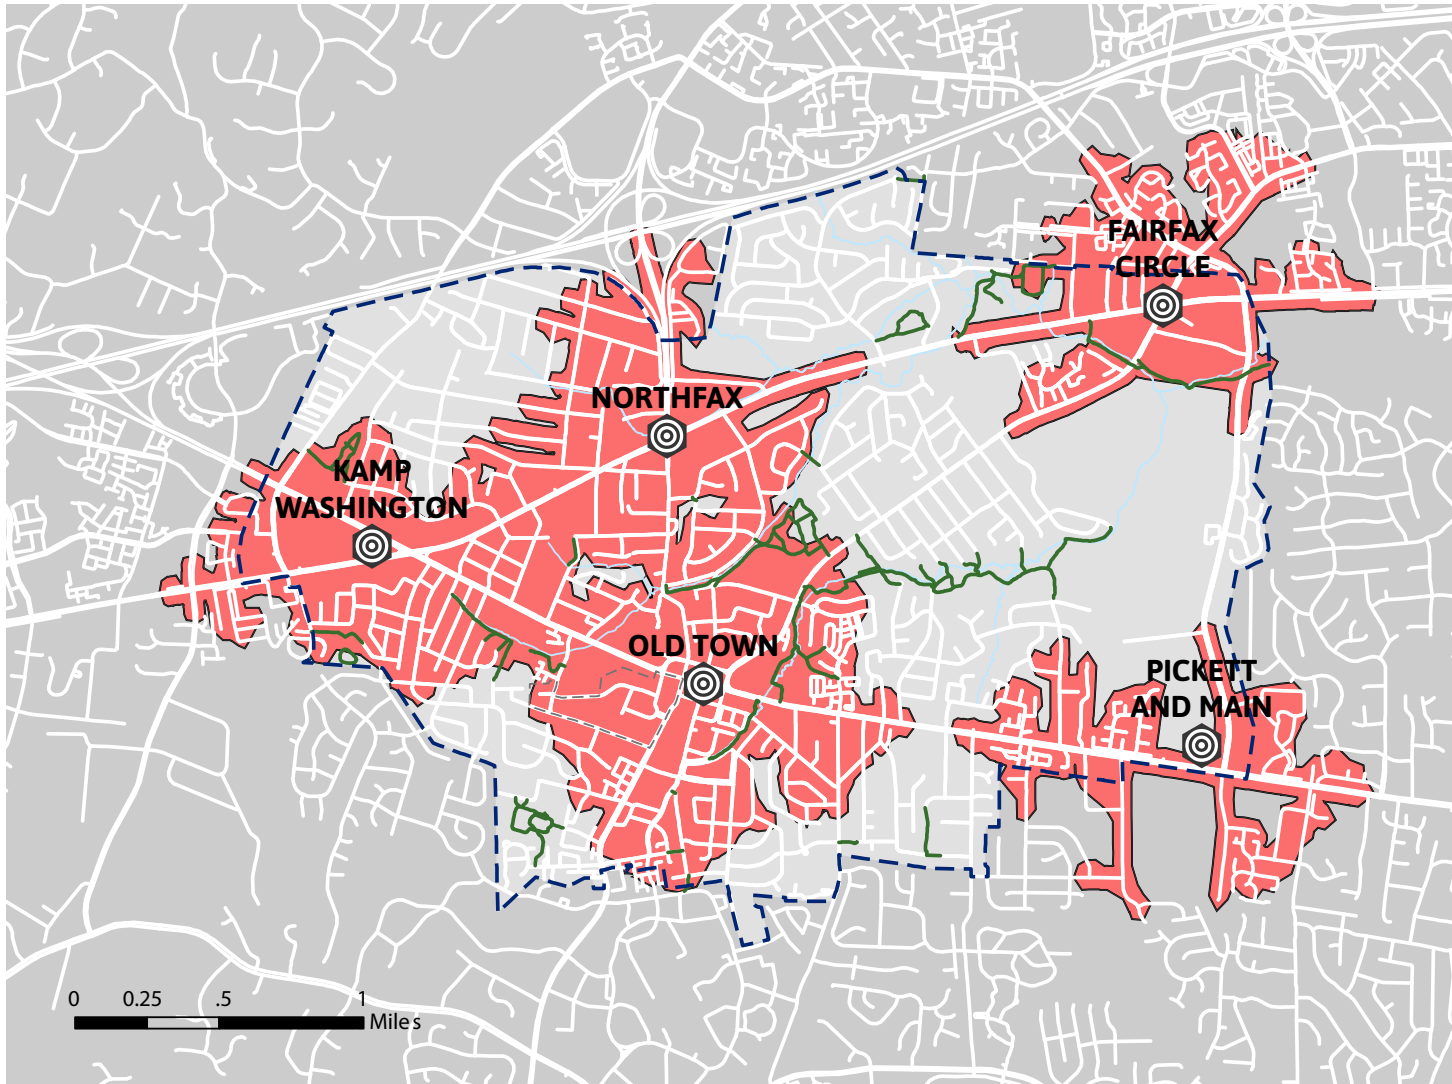 FAIRFAX
CIRCLE
NORTHFAX
KAMP
WASHINGTON
OLD TOWN
PICKETT
AND MAIN
0 0.25 .5 1
Miles